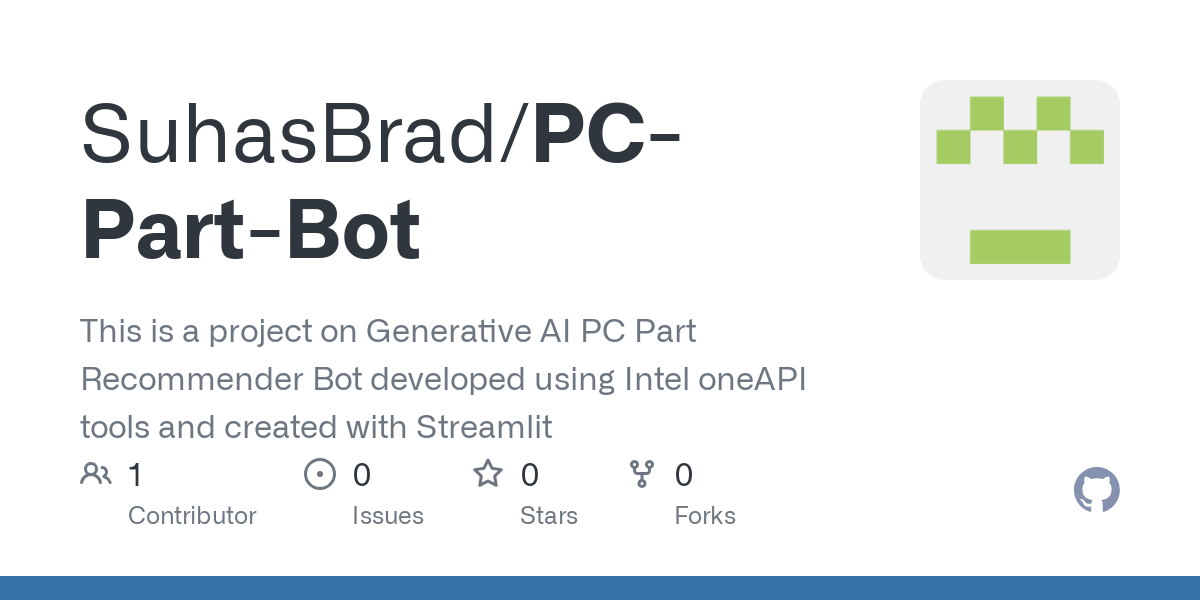 SuhasBrad/PC-
Part-Bot
This is a project on Generative AI PC Part
Recommender Bot developed using Intel oneAPI
tools and created with Streamlit
1 0 0 0
Contributor Issues Stars Forks